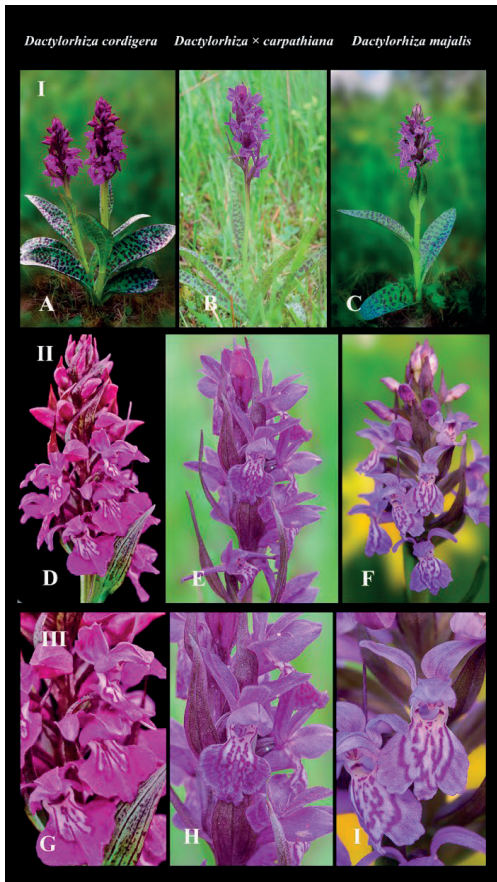 Dactylorhiza cordigera Dactylorhiza × carpathiana Dactylorhiza majalis
I
A B C
II
D E F
III
G H I